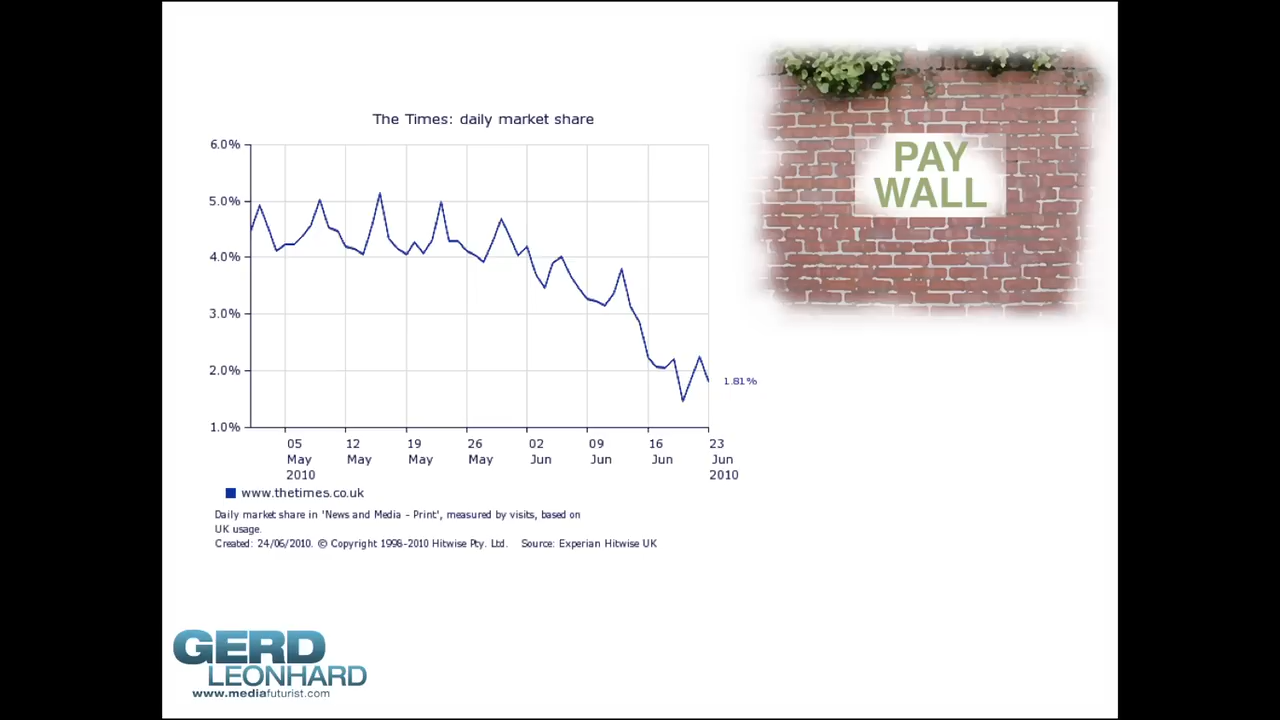 The Times: daily market share
PAY
WALL
6.0%
5.0%
4.0%
3.0%
2.0%
1.0%
1.81%
05 May 2010
12 May
19 May
26 May
02 Jun
09 Jun
16 Jun
23 Jun 2010
www.thetimes.co.uk
Daily market share in 'News and Media - Print', measured by visits, based on
UK usage.
Created: 24/06/2010. © Copyright 1998-2010 Hitwise Pty. Ltd. Source: Experian Hitwise UK
GERD
LEONHARD
www.mediafuturist.com